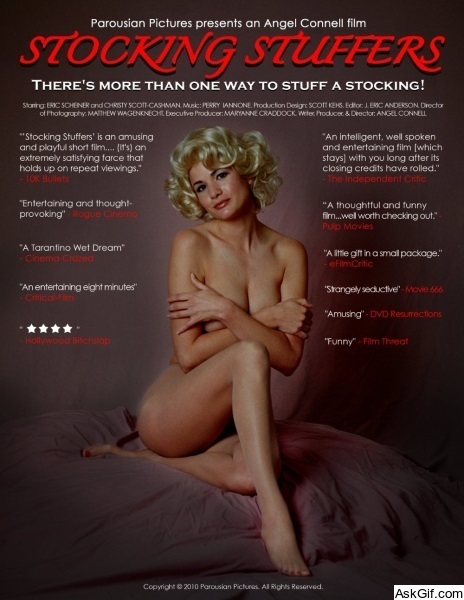 Parousian Pictures presents an Angel Connell film
STOCKING STUFFERS
THERE'S MORE THAN ONE WAY TO STUFF A STOCKING!
Starring: ERIC SCHEINER and CHRISTY SCOTT-CASHMAN. Music: PERRY IANNONE. Production Design: SCOTT KEHS. Editor: J. ERIC ANDERSON. Director
of Photography: MATTHEW WAGENKNECHT. Executive Producer: MARYANNE CRADDOCK. Writer, Producer, & Director: ANGEL CONNELL
"'Stocking Stuffers' is an amusing
and playful short film.... (It's) an
extremely satisfying farce that
holds up on repeat viewings."
- 10K Bullets
"Entertaining and thought-
provoking" - Rogue Cinema
"A Tarantino Wet Dream"
- Cinema-Crazed
"An entertaining eight minutes"
- Critical-Film
" ★★★★ "
- Hollywood Bitchslap
"An intelligent, well spoken
and entertaining film [which
stays] with you long after its
closing credits have rolled."
- The Independent Critic
"A thoughtful and funny
film...well worth checking out."
Pulp Movies
"A little gift in a small package."
- eFilmCritic
"Strangely seductive" - Movie 666
"Amusing" - DVD Resurrections
"Funny" - Film Threat
Copyright © 2010 Parousian Pictures. All Rights Reserved.
AskGif.com